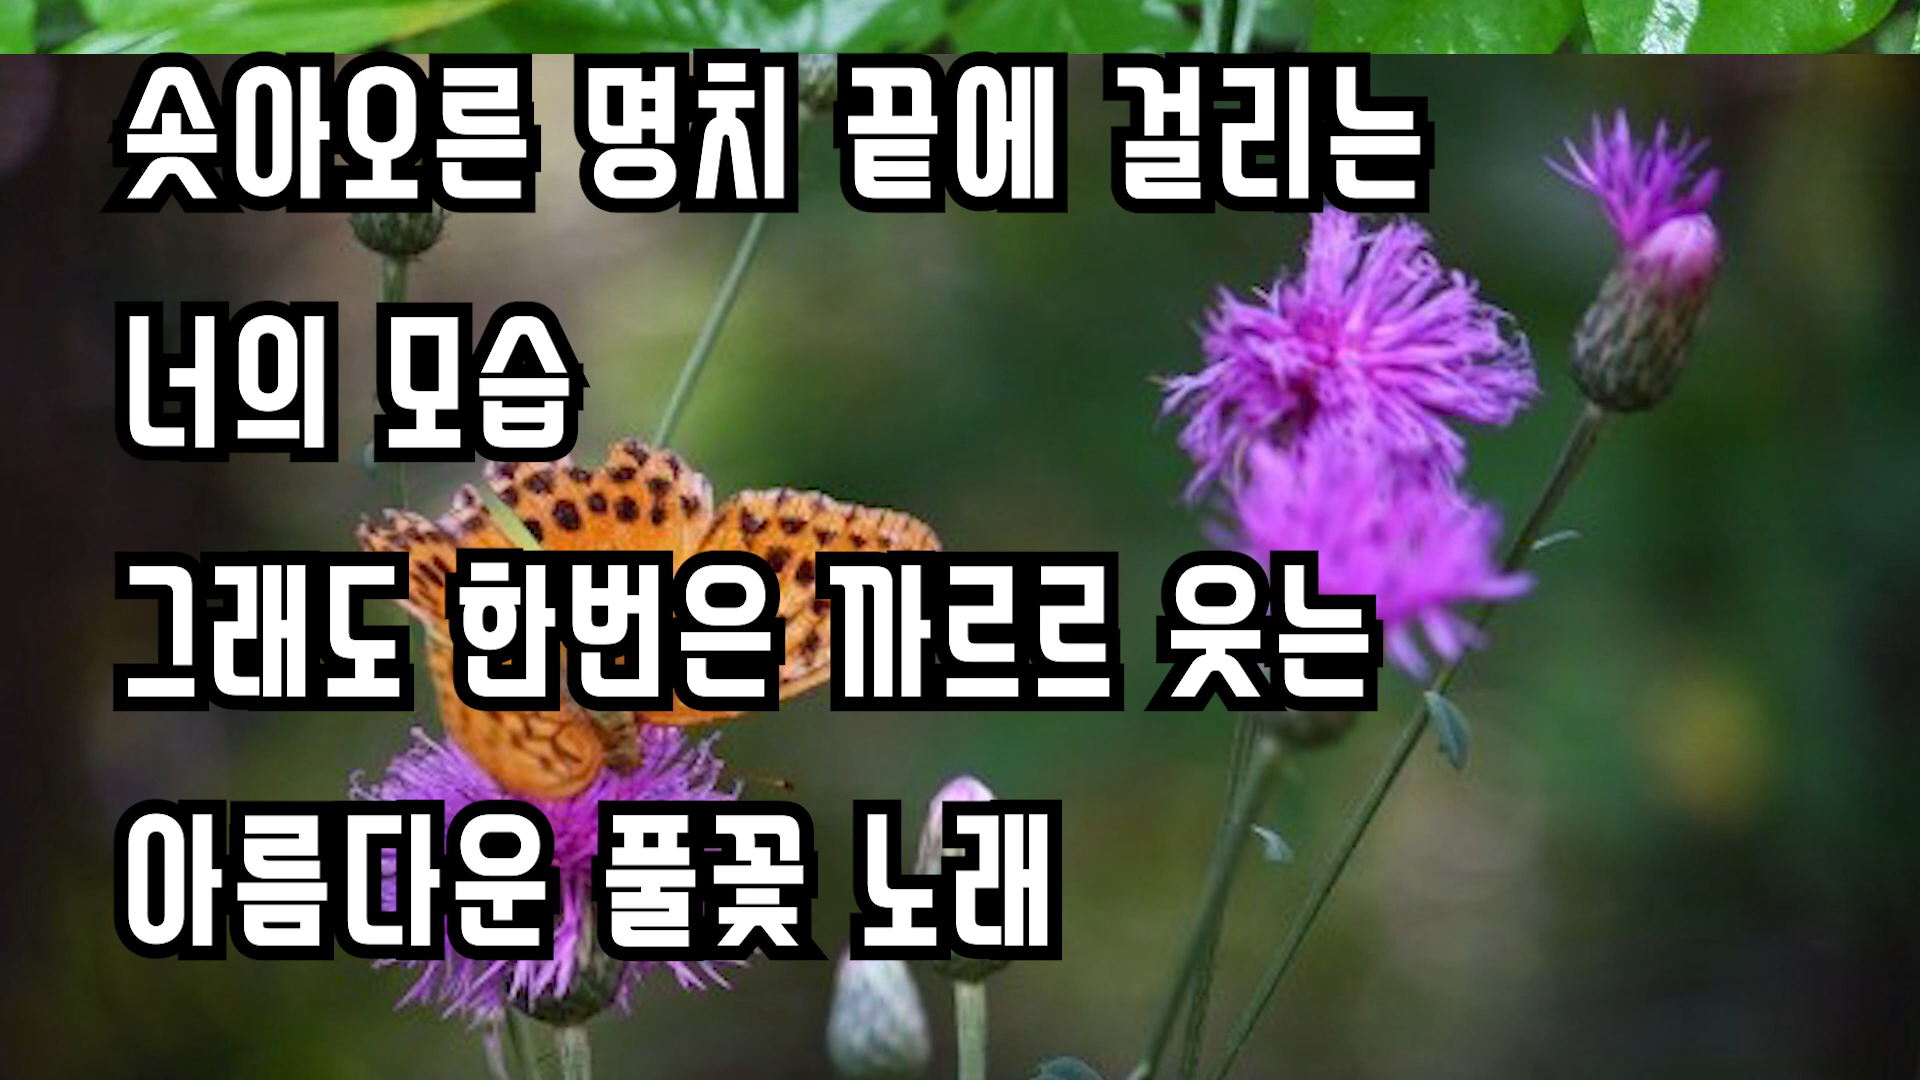 솟아오른 명치 끝에 걸리는
너의 모습
그래도 한번은 까르르 웃는
아름다운 풀꽃 노래